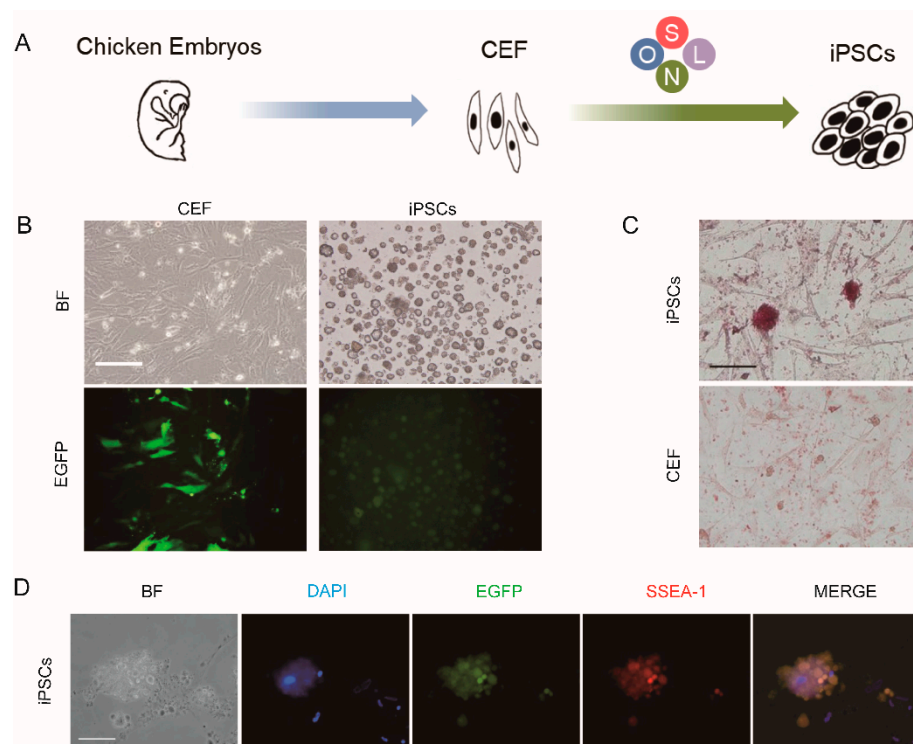 A
Chicken Embryos
CEF
S
O
L
N
iPSCs
B
CEF
iPSCs
BF
EGFP
C
iPSCs
CEF
D
BF
DAPI
EGFP
SSEA-1
MERGE
iPSCs